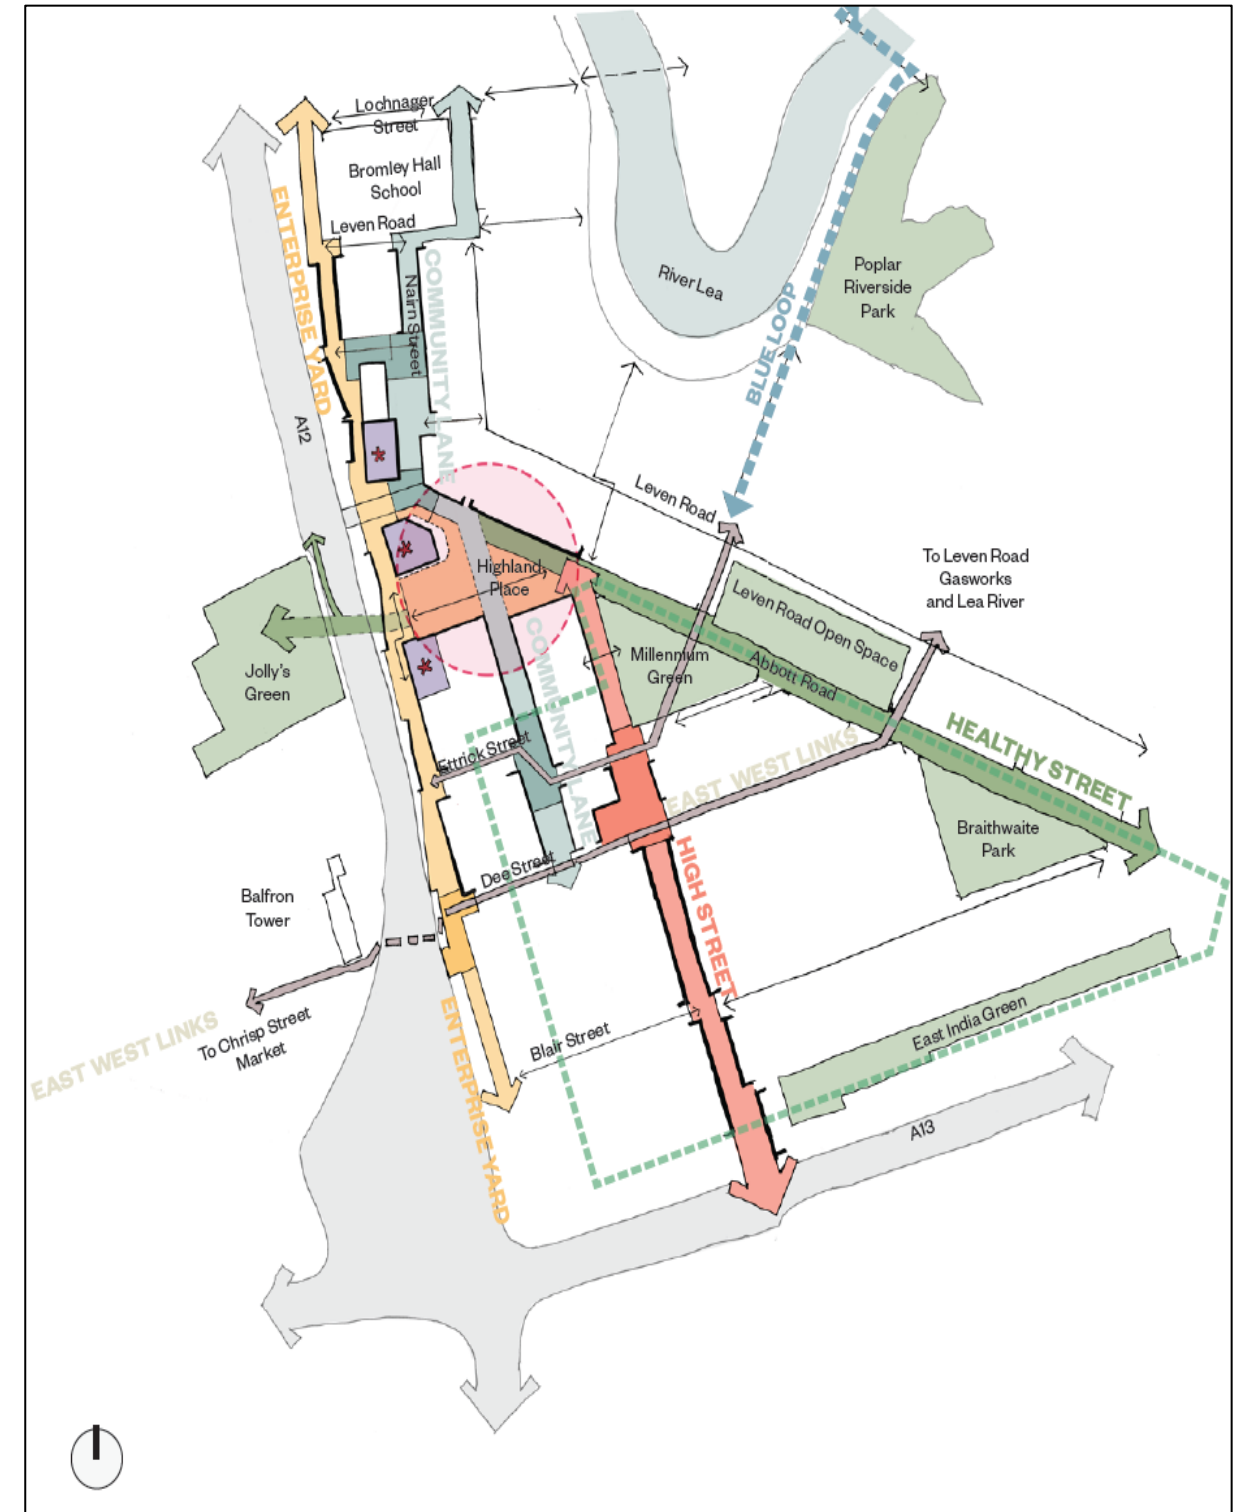 Lochnager
Street
Bromley Hall
School
Leven Road
ENTERPRISE YARD
COMMUNITY LANE
Nairn Street
River Lea
Poplar
Riverside
Park
BLUE LOOP
A12
Leven Road
To Leven Road
Gasworks
and Lea River
Highland
Place
Leven Road Open Space
Jolly's
Green
Millennium
Green
Abbott Road
COMMUNITY LANE
Ettrick Street
EAST WEST LINKS
HEALTHY STREET
Braithwaite
Park
Dee Street
HIGH STREET
Balfron
Tower
EAST WEST LINKS
To Chrisp Street
Market
Blair Street
East India Green
ENTERPRISE YARD
A13